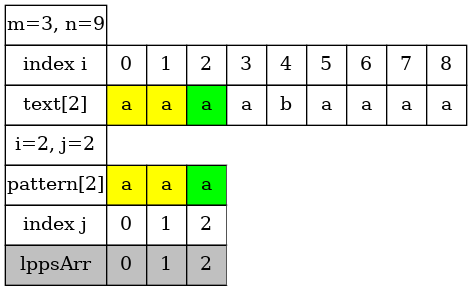 m=3, n=9
index i 0 1 2 3 4 5 6 7 8
text[2] a a a a b a a a a
i=2, j=2
pattern[2] a a a
index j 0 1 2
lppsArr 0 1 2